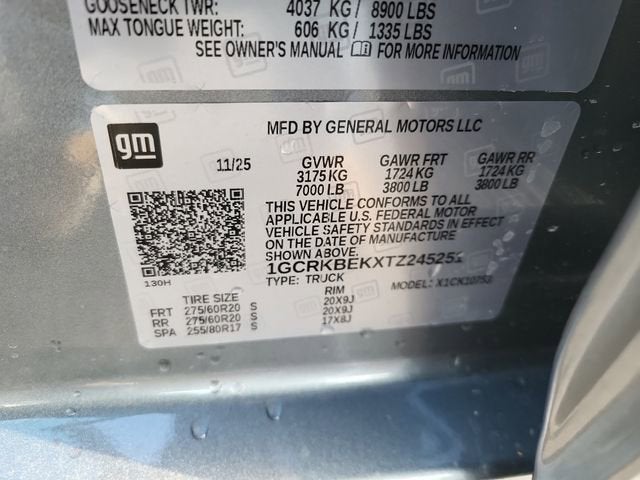 GOOSENECK TWR: 4037 KG/ 8900 LBS
MAX TONGUE WEIGHT: 606 KG/ 1335 LBS
SEE OWNER'S MANUAL FOR MORE INFORMATION
gm
MFD BY GENERAL MOTORS LLC
11/25 GVWR GAWR FRT GAWR RR
3175 KG 1724 KG 1724 KG
7000 LB 3800 LB 3800 LB
THIS VEHICLE CONFORMS TO ALL
APPLICABLE U.S. FEDERAL MOTOR
VEHICLE SAFETY STANDARDS IN
EFFECT ON THE DATE OF MANUFACTURE
SHOWN ABOVE.
1GCRKBEKXTZ245251
130H TYPE: TRUCK MODEL:
TIRE SIZE RIM
FRT 275/60R20 S 20X9J
RR 275/60R20 S 20X9J
SPA 255/80R17 S 17X8J